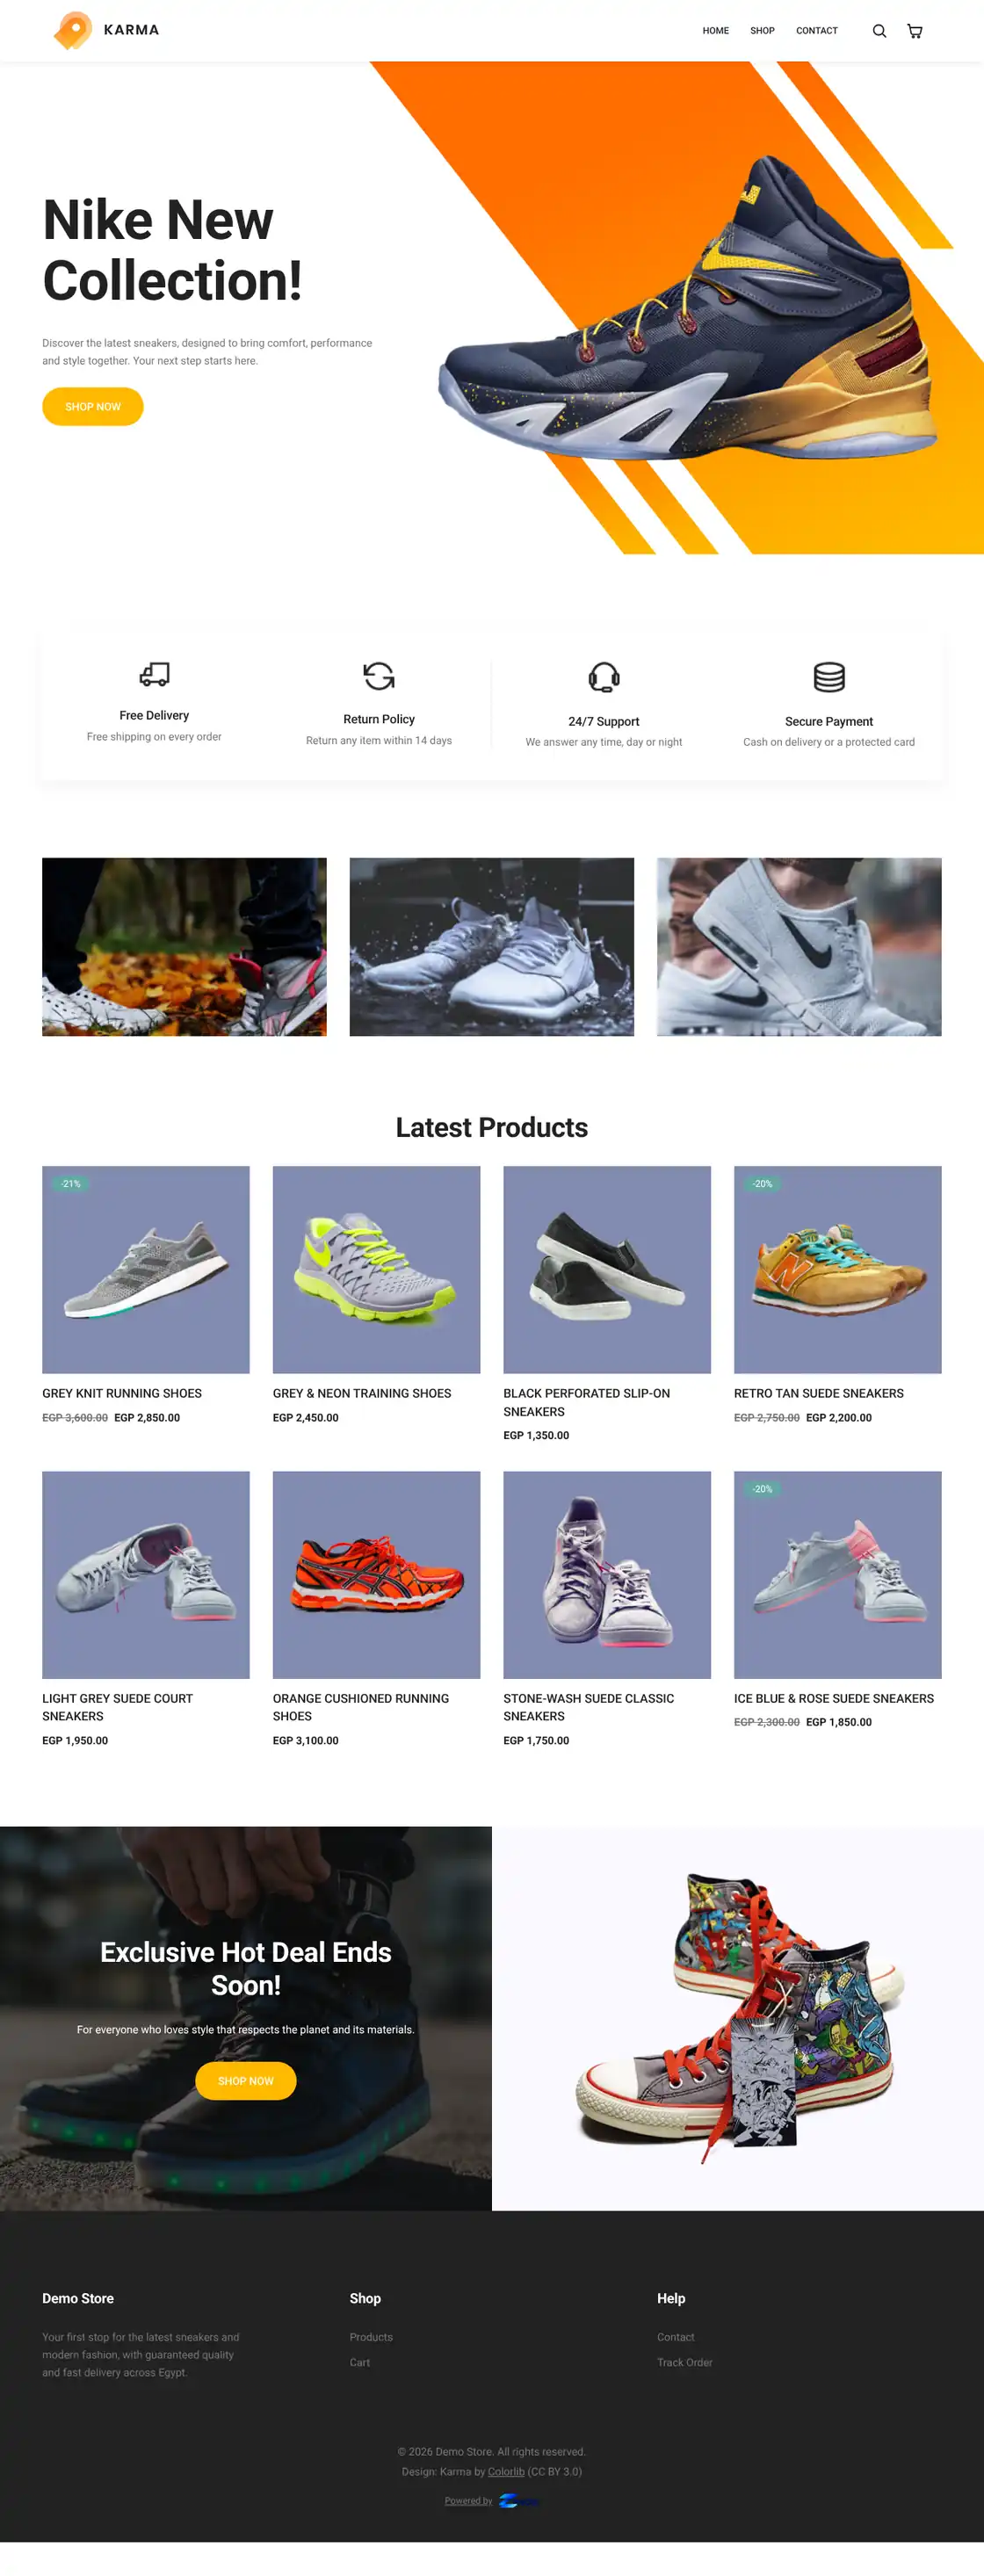 KARMA
HOME SHOP CONTACT
Nike New
Collection!
Discover the latest sneakers, designed to bring comfort, performance
and style together. Your next step starts here.
SHOP NOW
Free Delivery
Free shipping on every order
Return Policy
Return any item within 14 days
24/7 Support
We answer any time, day or night
Secure Payment
Cash on delivery or a protected card
Latest Products
-21%
GREY KNIT RUNNING SHOES
EGP 3,600.00 EGP 2,850.00
GREY & NEON TRAINING SHOES
EGP 2,450.00
BLACK PERFORATED SLIP-ON
SNEAKERS
EGP 1,350.00
-20%
RETRO TAN SUEDE SNEAKERS
EGP 2,750.00 EGP 2,200.00
LIGHT GREY SUEDE COURT
SNEAKERS
EGP 1,950.00
ORANGE CUSHIONED RUNNING
SHOES
EGP 3,100.00
STONE-WASH SUEDE CLASSIC
SNEAKERS
EGP 1,750.00
-20%
ICE BLUE & ROSE SUEDE SNEAKERS
EGP 2,300.00 EGP 1,850.00
Exclusive Hot Deal Ends
Soon!
For everyone who loves style that respects the planet and its materials.
SHOP NOW
Demo Store
Your first stop for the latest sneakers and
modern fashion, with guaranteed quality
and fast delivery across Egypt.
Shop
Products
Cart
Help
Contact
Track Order
© 2026 Demo Store. All rights reserved.
Design: Karma by Colorlib (CC BY 3.0)
Powered by